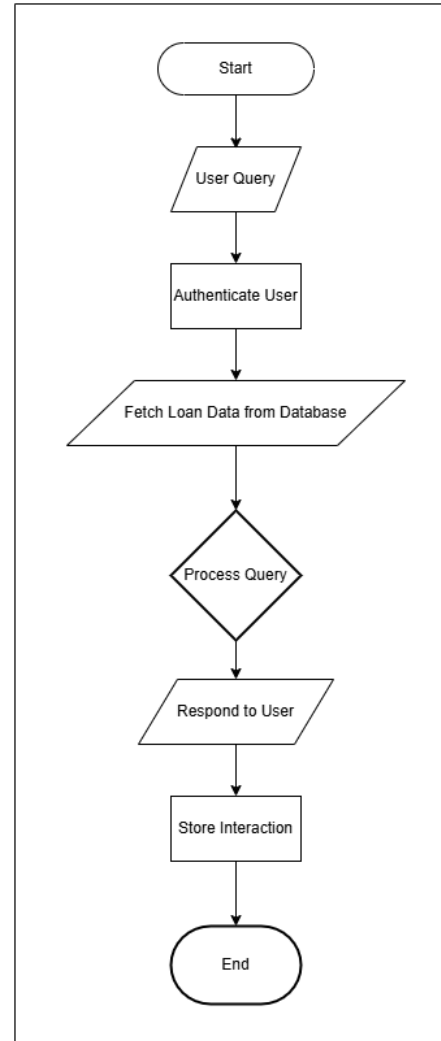 Start
User Query
Authenticate User
Fetch Loan Data from Database
Process Query
Respond to User
Store Interaction
End